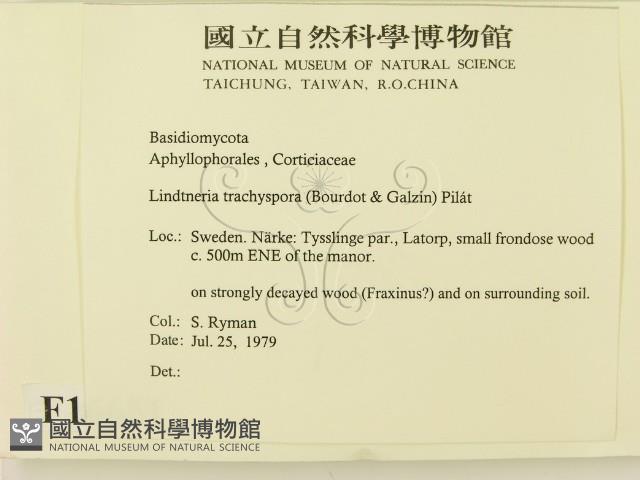 國立自然科學博物館
NATIONAL MUSEUM OF NATURAL SCIENCE
TAICHUNG, TAIWAN, R.O.CHINA
Basidiomycota
Aphyllophorales , Corticiaceae
Lindtneria trachyspora (Bourdot & Galzin) Pilát
Loc.: Sweden. Närke: Tysslinge par., Latorp, small frondose wood
c. 500m ENE of the manor.
on strongly decayed wood (Fraxinus?) and on surrounding soil.
Col.: S. Ryman
Date: Jul. 25, 1979
Det.:
F1
國立自然科學博物館
NATIONAL MUSEUM OF NATURAL SCIENCE